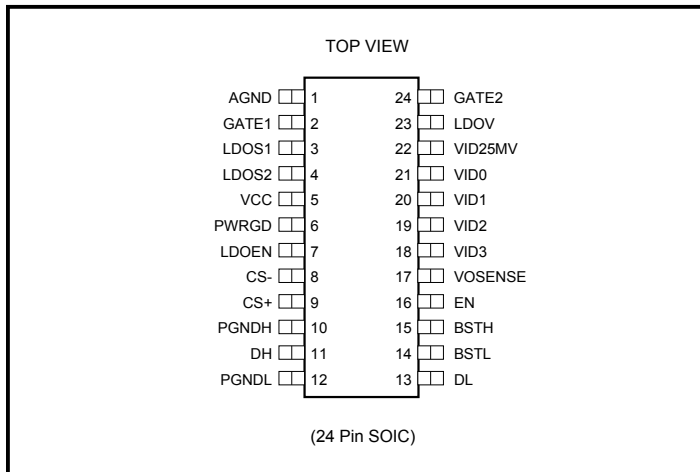 TOP VIEW
AGND 1 24 GATE2
GATE1 2 23 LDOV
LDOS1 3 22 VID25MV
LDOS2 4 21 VID0
VCC 5 20 VID1
PWRGD 6 19 VID2
LDOEN 7 18 VID3
CS- 8 17 VOSENSE
CS+ 9 16 EN
PGNDH 10 15 BSTH
DH 11 14 BSTL
PGNDL 12 13 DL
(24 Pin SOIC)